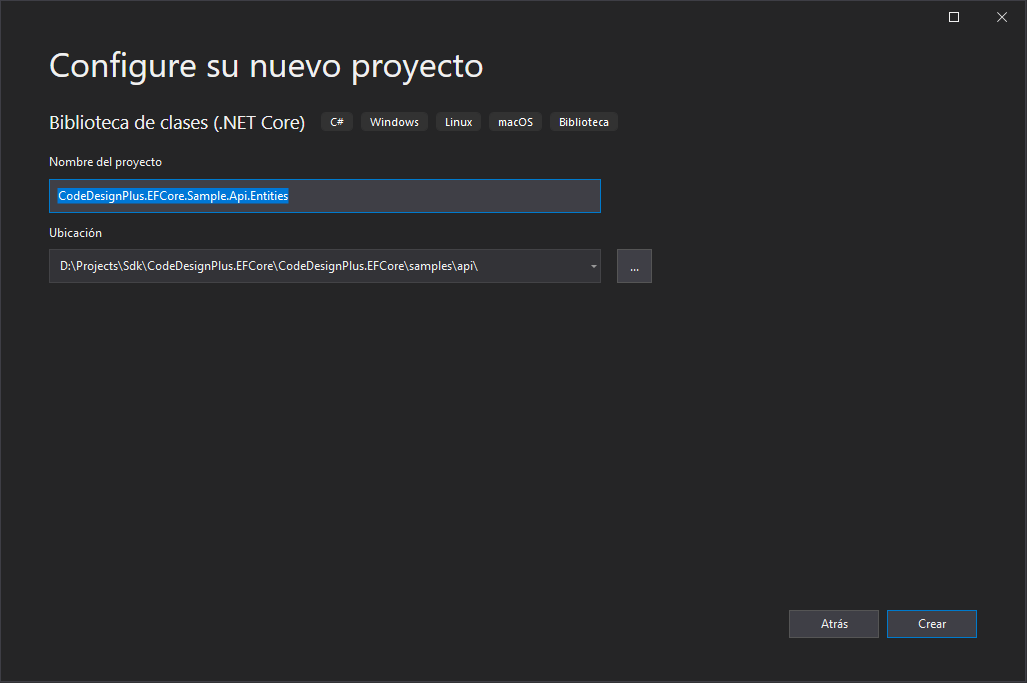 Configure su nuevo proyecto
Biblioteca de clases (.NET Core) C# Windows Linux macOS Biblioteca
Nombre del proyecto
CodeDesignPlus.EFCore.Sample.Api.Entities
Ubicación
D:\Projects\Sdk\CodeDesignPlus.EFCore\CodeDesignPlus.EFCore\samples\api\
...
Atrás Crear